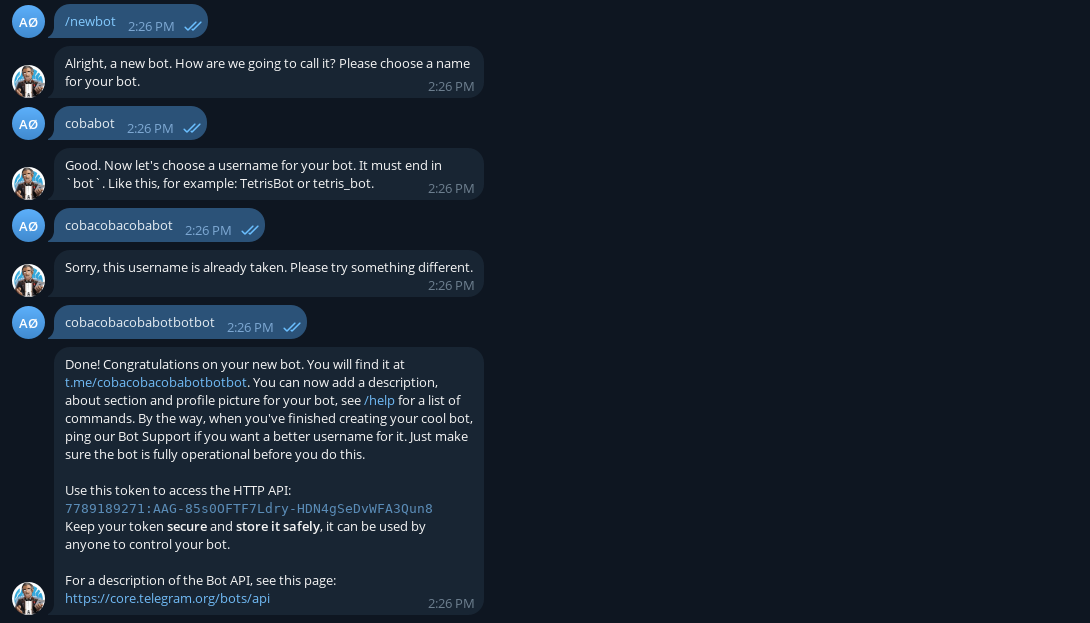 AØ
/newbot 2:26 PM
Alright, a new bot. How are we going to call it? Please choose a name
for your bot.
2:26 PM
AØ
cobabot 2:26 PM
Good. Now let's choose a username for your bot. It must end in
`bot`. Like this, for example: TetrisBot or tetris_bot.
2:26 PM
AØ
cobacobacobabot 2:26 PM
Sorry, this username is already taken. Please try something different.
2:26 PM
AØ
cobacobacobabotbotbot 2:26 PM
Done! Congratulations on your new bot. You will find it at
t.me/cobacobacobabotbotbot. You can now add a description,
about section and profile picture for your bot, see /help for a list of
commands. By the way, when you've finished creating your cool bot,
ping our Bot Support if you want a better username for it. Just make
sure the bot is fully operational before you do this.
Use this token to access the HTTP API:
7789189271:AAG-85s0OFTF7Ldry-HDN4gSeDvWFA3Qun8
Keep your token secure and store it safely, it can be used by
anyone to control your bot.
For a description of the Bot API, see this page:
https://core.telegram.org/bots/api
2:26 PM